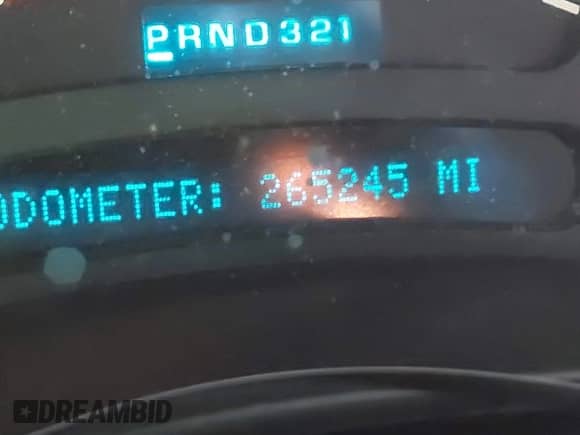 PRND321
ODOMETER: 265245 MI
DREAMBID